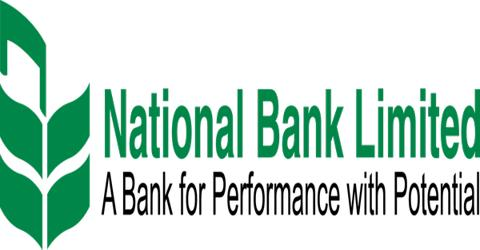 National Bank Limited
A Bank for Performance with Potential